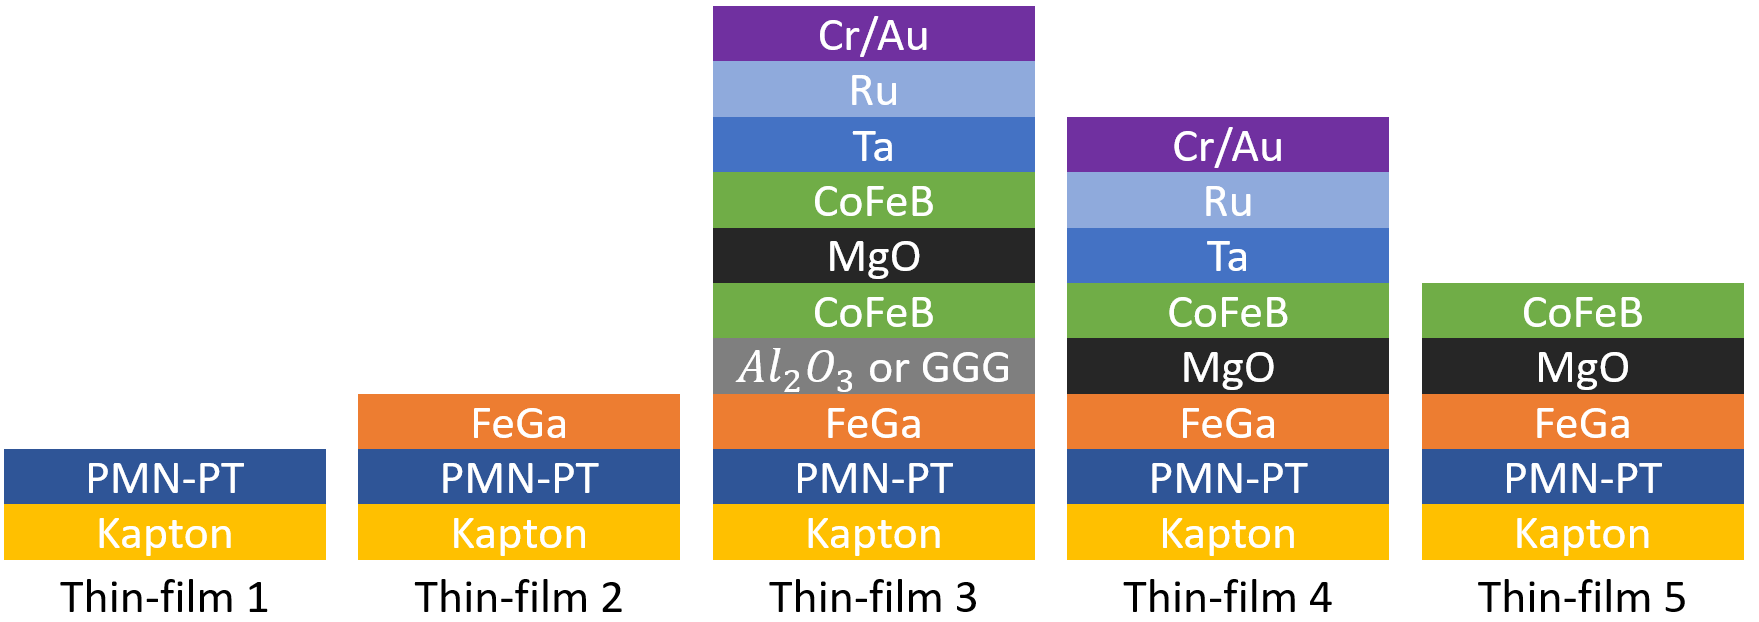 Cr/Au
Ru
Ta
CoFeB
MgO
CoFeB
Al₂O₃ or GGG
FeGa
PMN-PT
Kapton
Cr/Au
Ru
Ta
CoFeB
MgO
FeGa
PMN-PT
Kapton
CoFeB
MgO
FeGa
PMN-PT
Kapton
FeGa
PMN-PT
Kapton
PMN-PT
Kapton
Thin-film 1
Thin-film 2
Thin-film 3
Thin-film 4
Thin-film 5